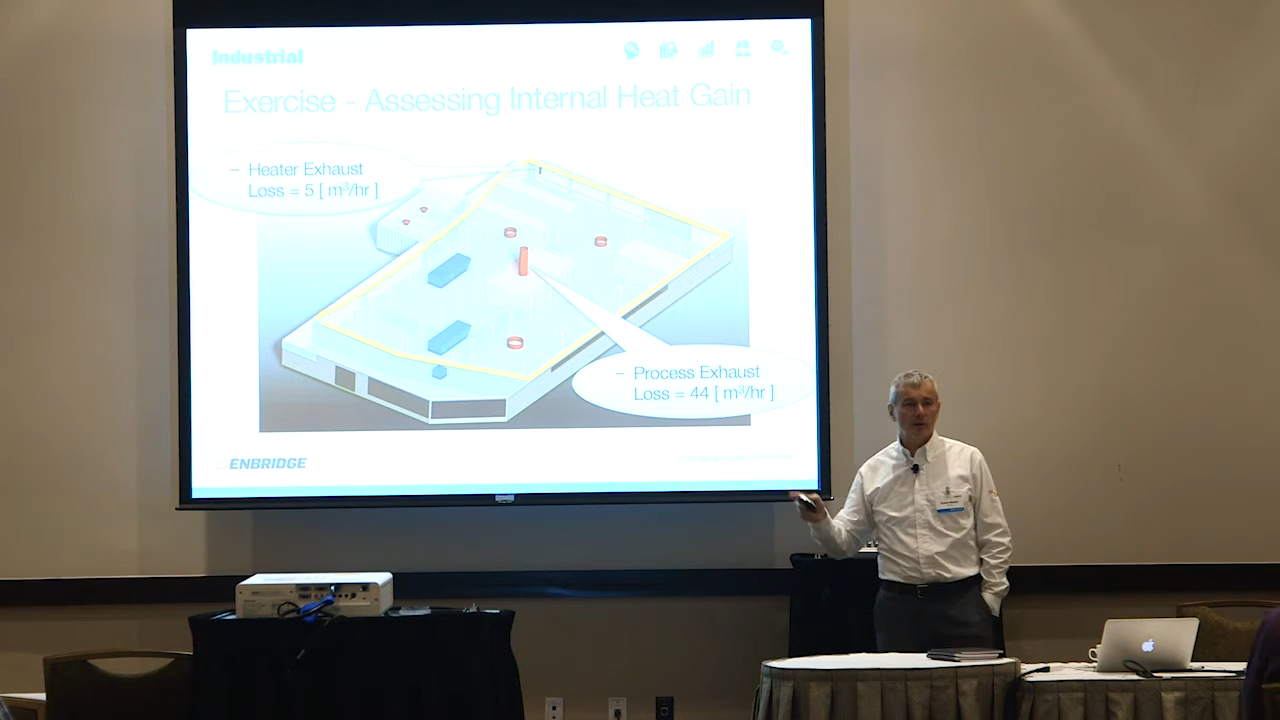 Industrial
Exercise - Assessing Internal Heat Gain
– Heater Exhaust
Loss = 5 [ m³/hr ]
– Process Exhaust
Loss = 44 [ m³/hr ]
ENBRIDGE